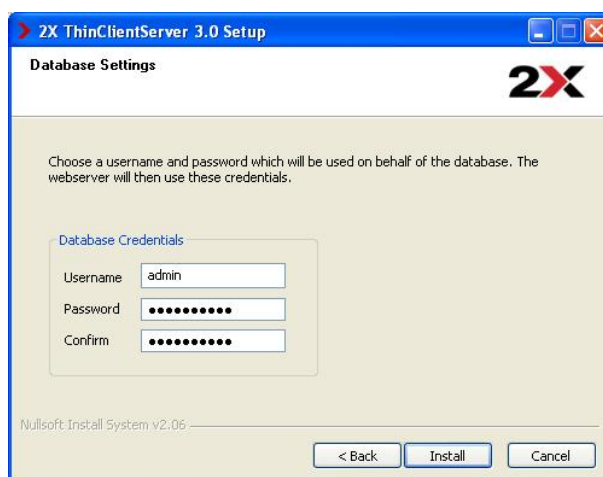 2X ThinClientServer 3.0 Setup
Database Settings
2X
Choose a username and password which will be used on behalf of the database. The
webserver will then use these credentials.
Database Credentials
Username admin
Password ●●●●●●●●●●
Confirm ●●●●●●●●●●
Nullsoft Install System v2.06
< Back Install Cancel